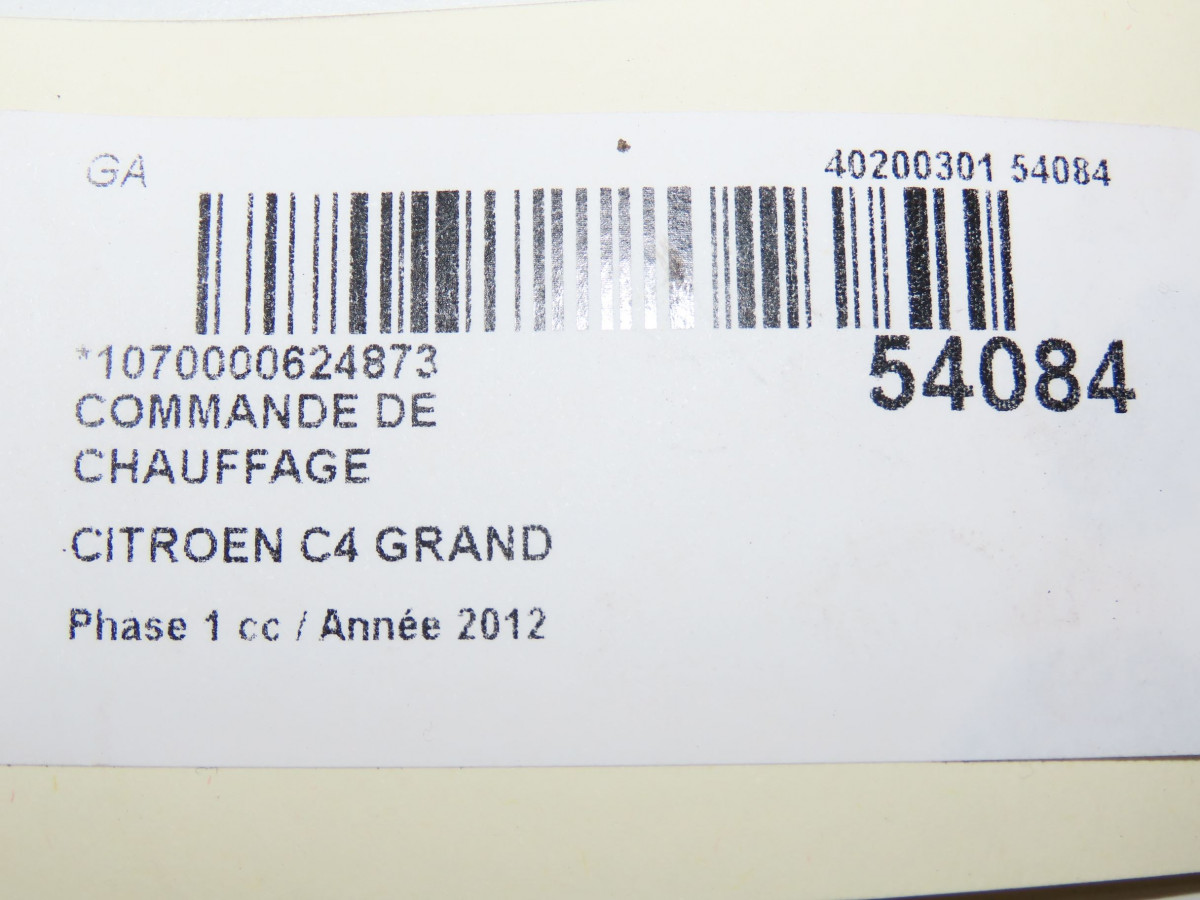 GA
40200301 54084
*1070000624873
54084
COMMANDE DE
CHAUFFAGE
CITROEN C4 GRAND
Phase 1 cc / Année 2012